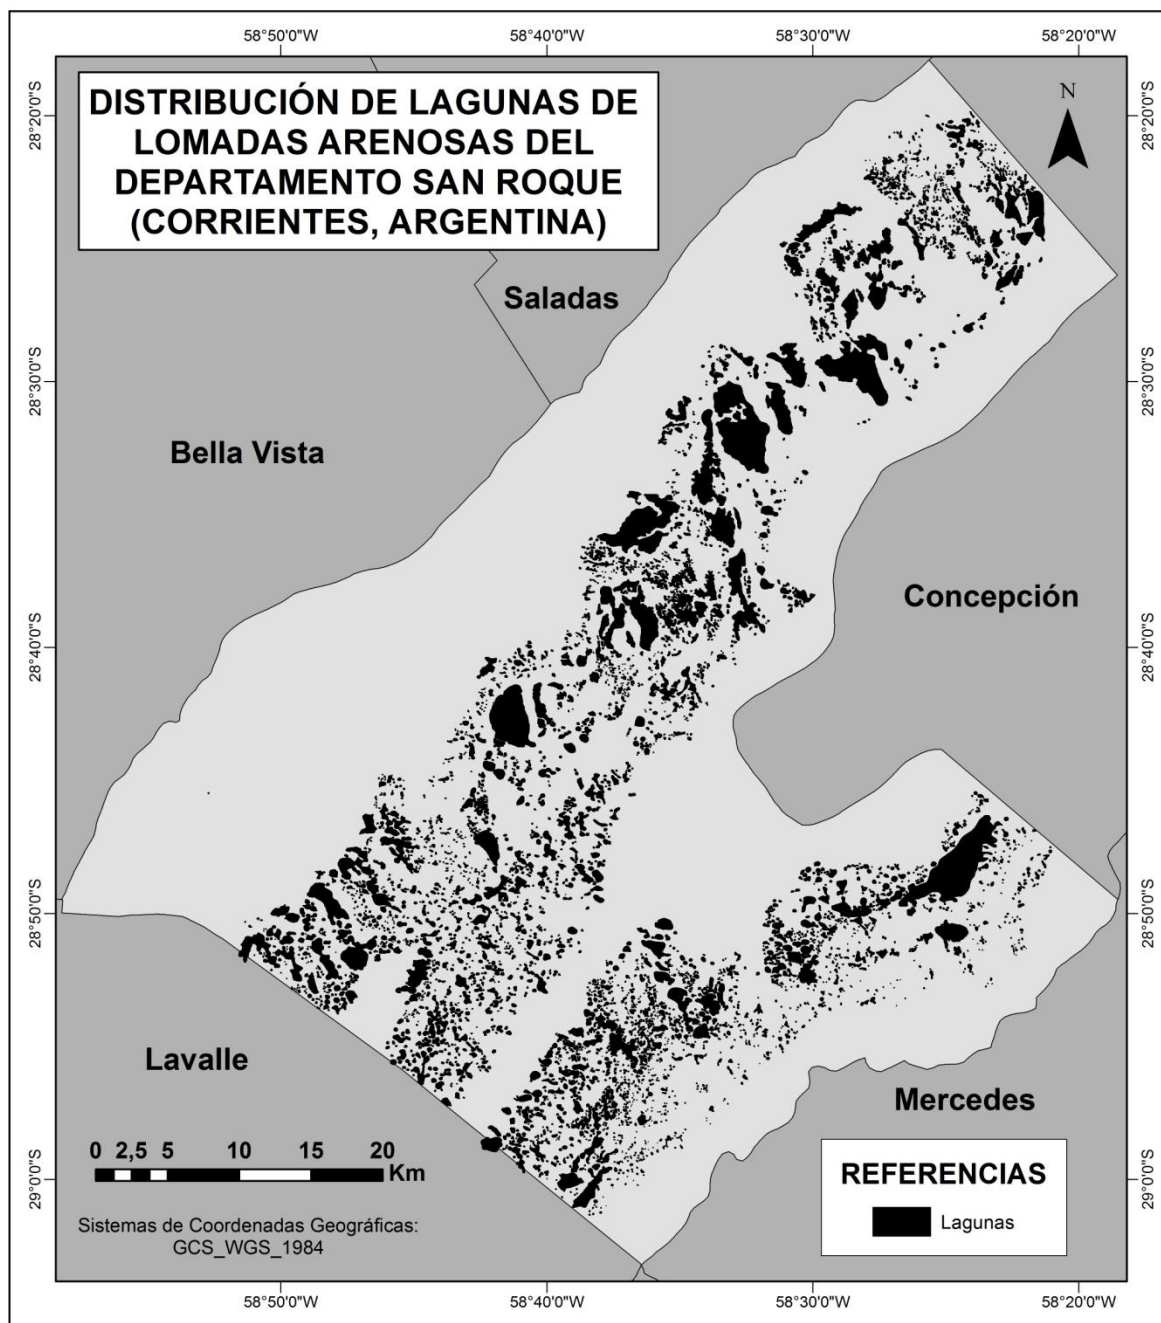 58°50'0"W 58°40'0"W 58°30'0"W 58°20'0"W
DISTRIBUCIÓN DE LAGUNAS DE
LOMADAS ARENOSAS DEL
DEPARTAMENTO SAN ROQUE
(CORRIENTES, ARGENTINA)
N
28°20'0"S 28°20'0"S
Saladas
28°30'0"S 28°30'0"S
Bella Vista
Concepción
28°40'0"S 28°40'0"S
28°50'0"S 28°50'0"S
Lavalle
Mercedes
0 2,5 5 10 15 20
Km
REFERENCIAS
Lagunas
29°0'0"S 29°0'0"S
Sistemas de Coordenadas Geográficas:
GCS_WGS_1984
58°50'0"W 58°40'0"W 58°30'0"W 58°20'0"W